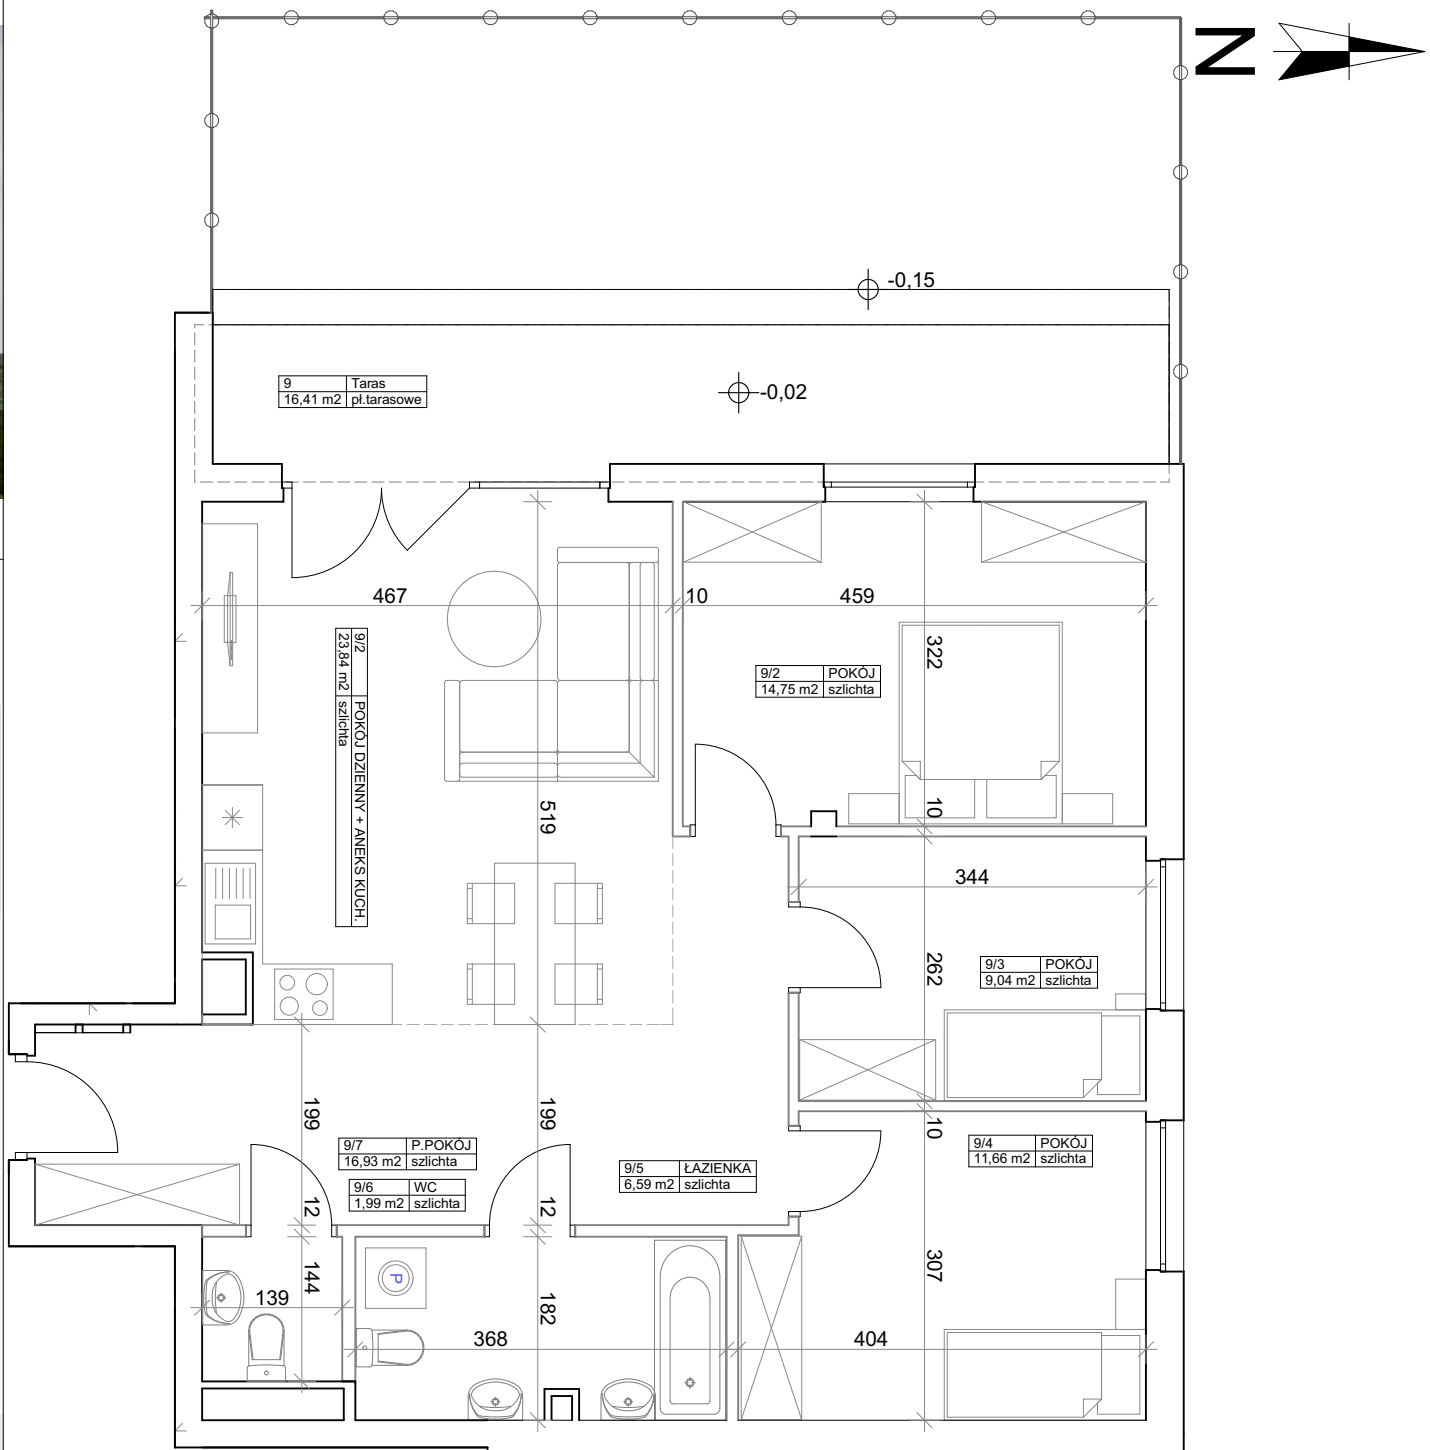 N
-0,15
9 Taras
16,41 m2 pł.tarasowe
-0,02
467
10
459
9/2 POKÓJ DZIENNY + ANEKS KUCH.
23,84 m2 szlichta
322
9/2 POKÓJ
14,75 m2 szlichta
519
10
344
262
9/3 POKÓJ
9,04 m2 szlichta
199
199
10
9/7 P.POKÓJ
16,93 m2 szlichta
9/4 POKÓJ
11,66 m2 szlichta
9/5 ŁAZIENKA
6,59 m2 szlichta
9/6 WC
1,99 m2 szlichta
12
12
144
P
307
139
182
368
404